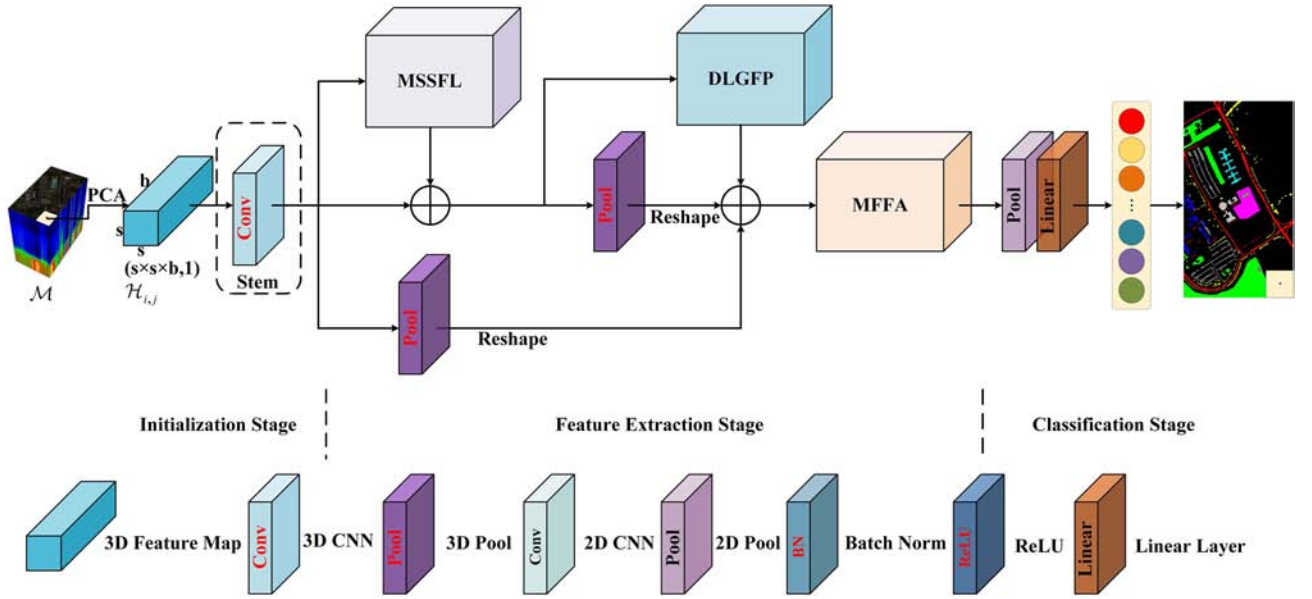 MSSFL
DLGFP
PCA
b
s
s
(s×s×b,1)
ℳ
ℋi,j
Conv
Stem
Pool
Reshape
Pool
Reshape
MFFA
Pool
Linear
...
Initialization Stage
Feature Extraction Stage
Classification Stage
3D Feature Map
Conv
3D CNN
Pool
3D Pool
Conv
2D CNN
Pool
2D Pool
BN
Batch Norm
ReLU
ReLU
Linear
Linear Layer